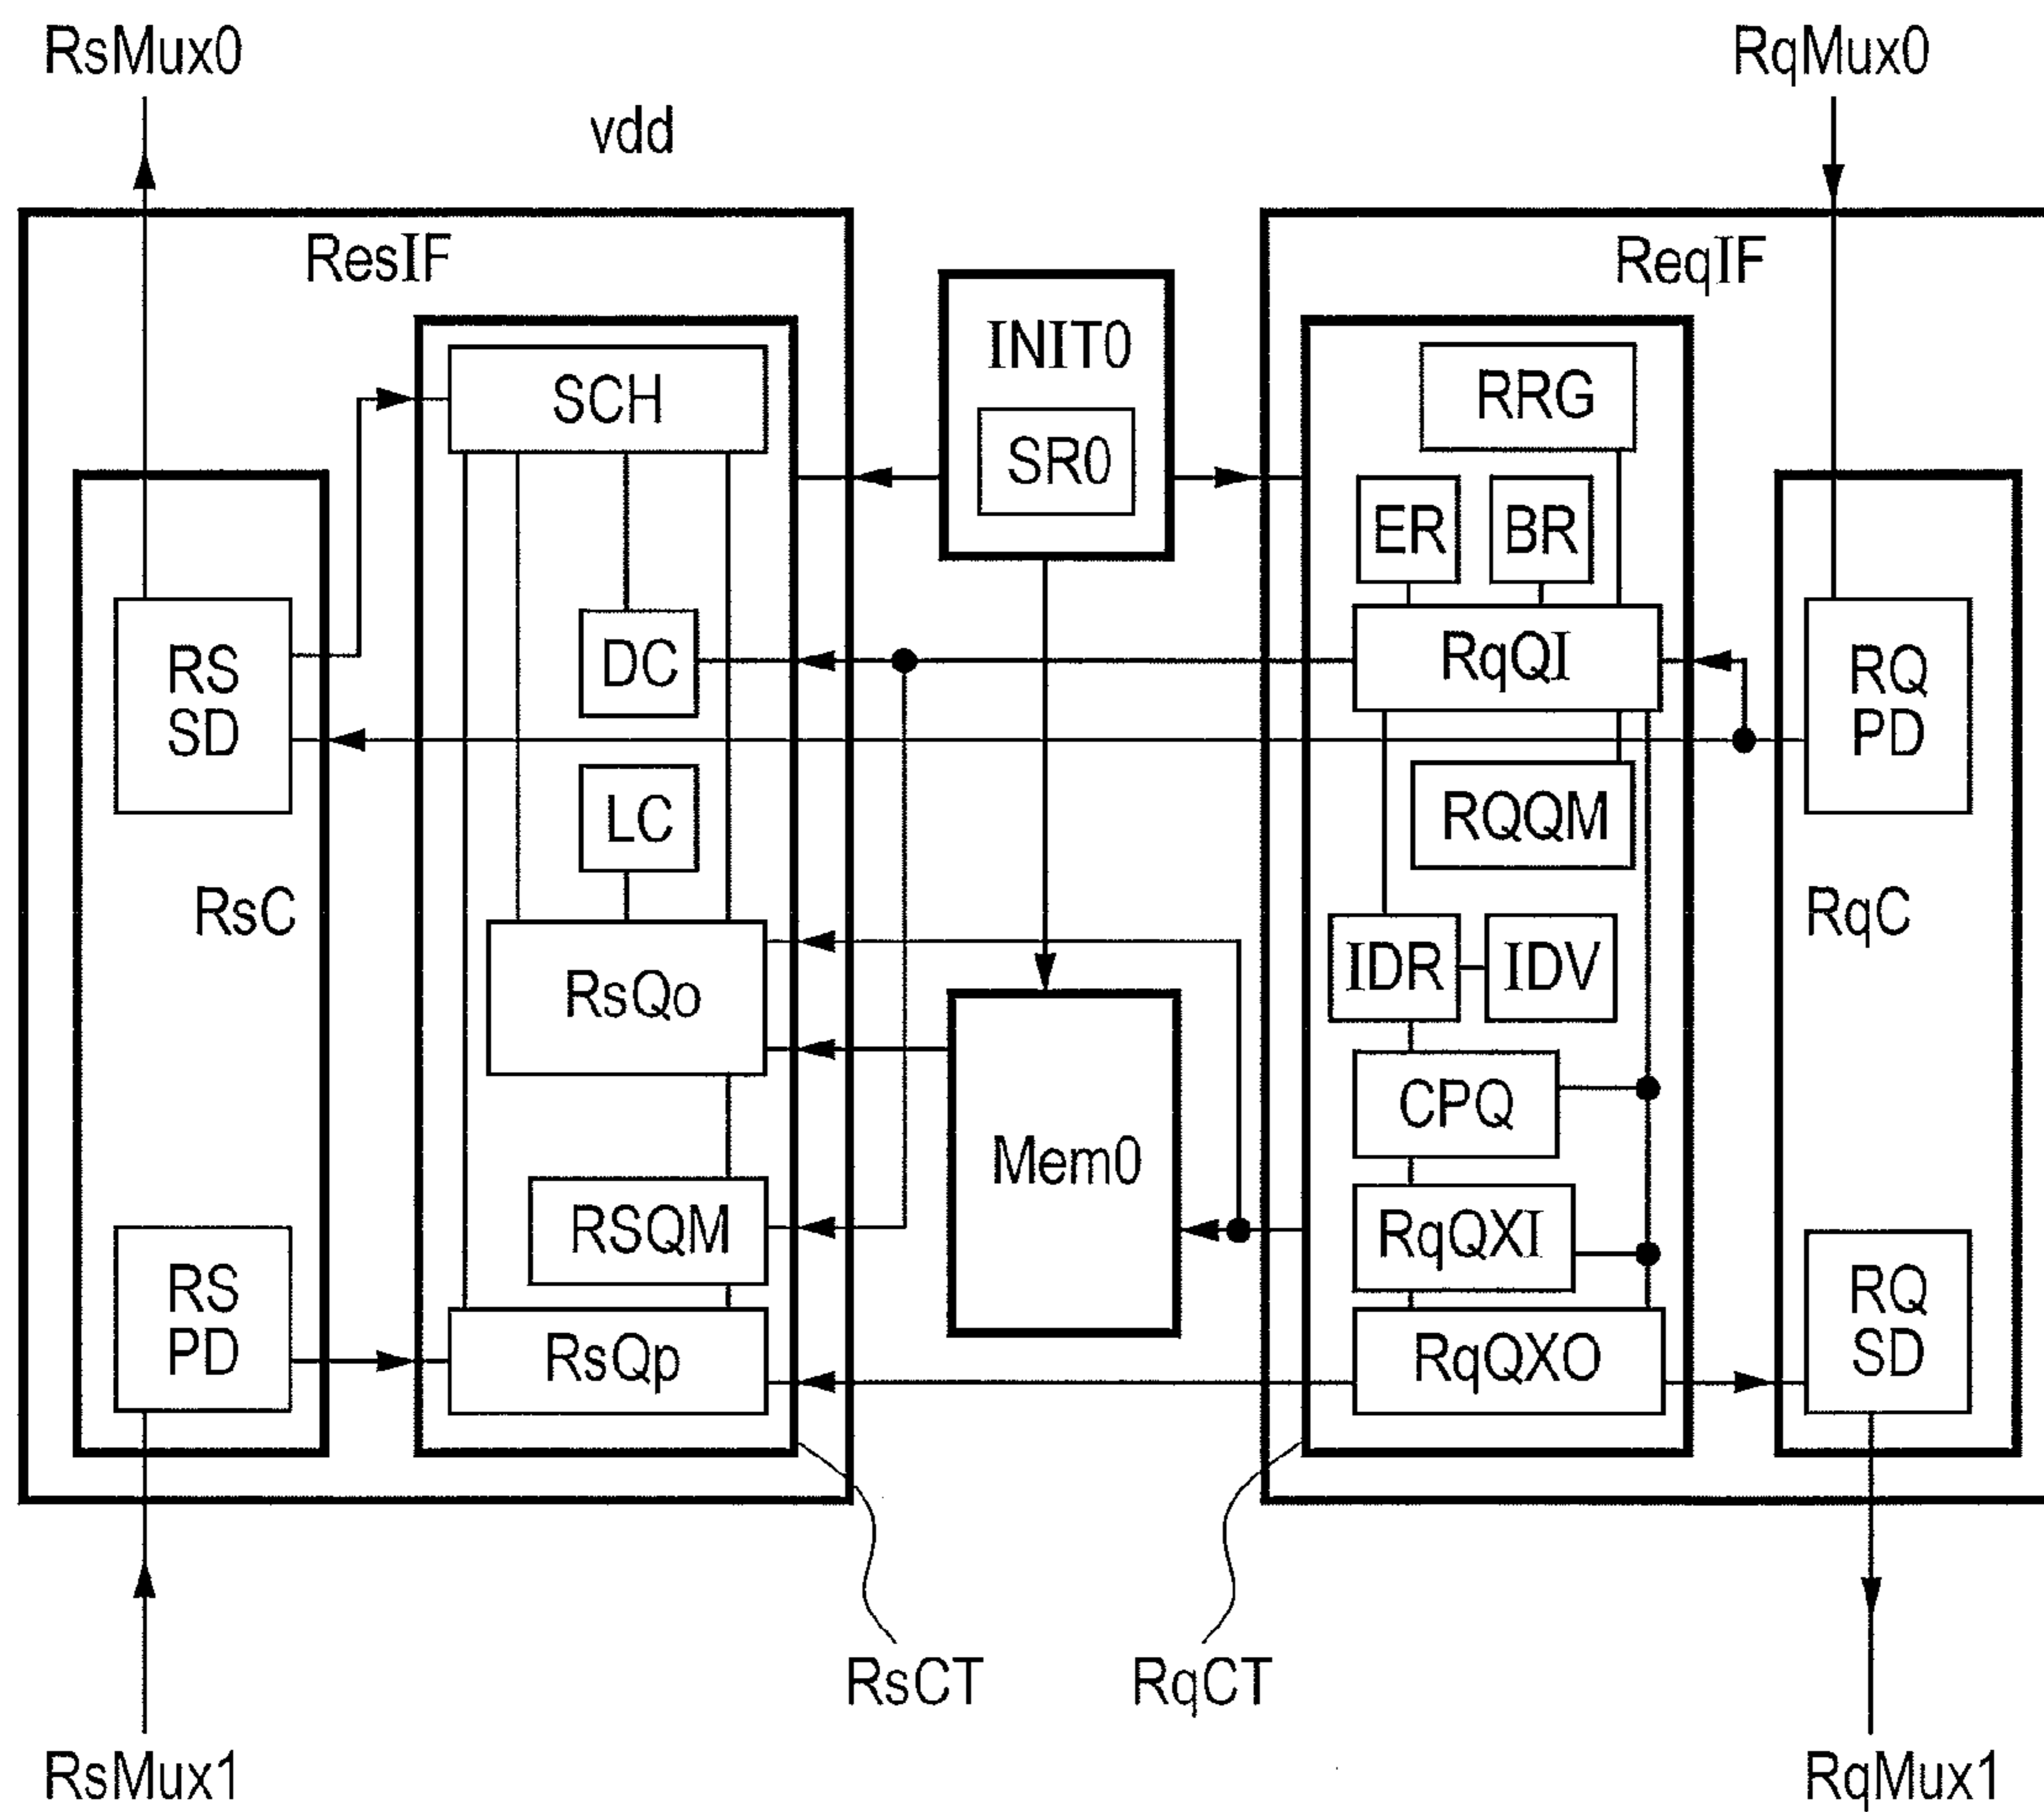 RsMux0
RqMux0
vdd
ResIF
ReqIF
INIT0
SCH
RRG
SR0
ER
BR
RS
SD
DC
RqQI
RQ
PD
LC
RQQM
RsC
RqC
IDR
IDV
RsQo
CPQ
Mem0
RSQM
RqQXI
RS
PD
RsQp
RqQXO
RQ
SD
RsCT
RqCT
RsMux1
RqMux1